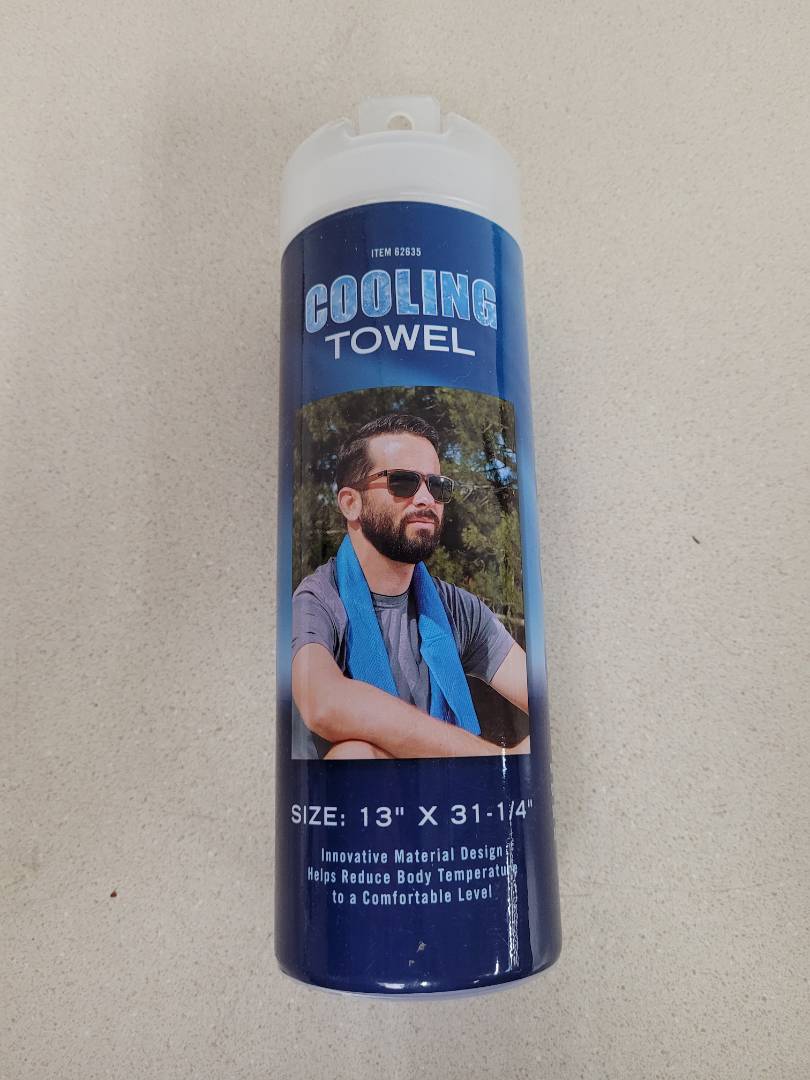 ITEM 62635
COOLING
TOWEL
SIZE: 13" X 31-1/4"
Innovative Material Design
Helps Reduce Body Temperature
to a Comfortable Level